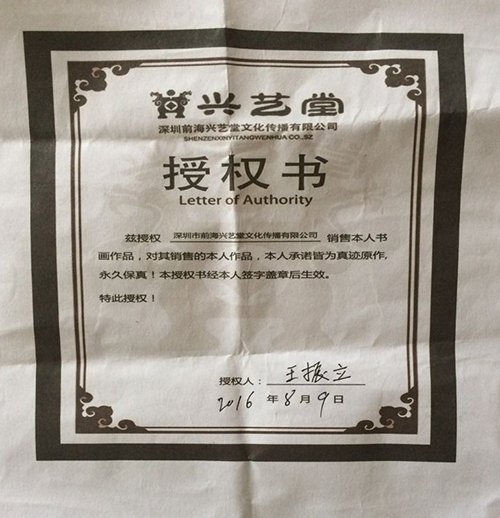 兴艺堂
深圳前海兴艺堂文化传播有限公司
SHENZENXINYITANGWENHUA CO.,SZ
授权书
Letter of Authority
兹授权 深圳市前海兴艺堂文化传播有限公司 销售本人书
画作品，对其销售的本人作品，本人承诺皆为真迹原作，
永久保真！本授权书经本人签字盖章后生效。
特此授权！
授权人：王振立
2016 年 8 月 9 日